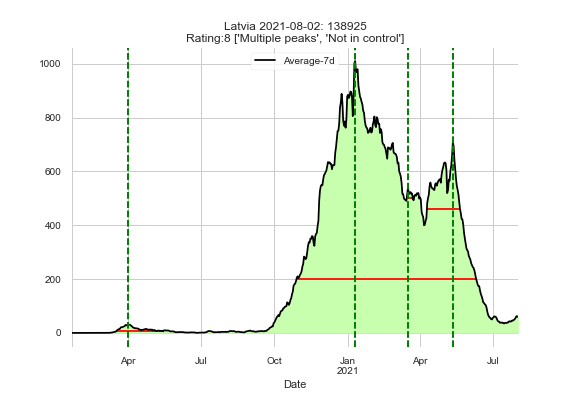 Latvia 2021-08-02: 138925
Rating:8 ['Multiple peaks', 'Not in control']
Average-7d
1000
800
600
400
200
0
Apr
Jul
Oct
Jan
2021
Apr
Jul
Date